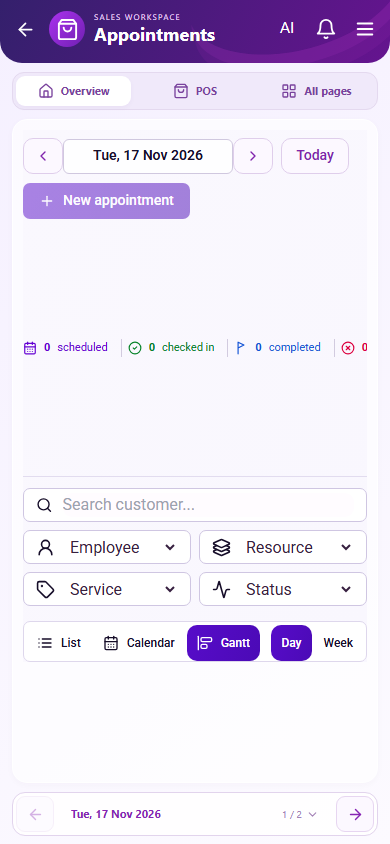 SALES WORKSPACE
Appointments
AI
Overview
POS
All pages
Tue, 17 Nov 2026
Today
New appointment
0 scheduled
0 checked in
0 completed
0
Search customer...
Employee
Resource
Service
Status
List
Calendar
Gantt
Day
Week
Tue, 17 Nov 2026
1 / 2